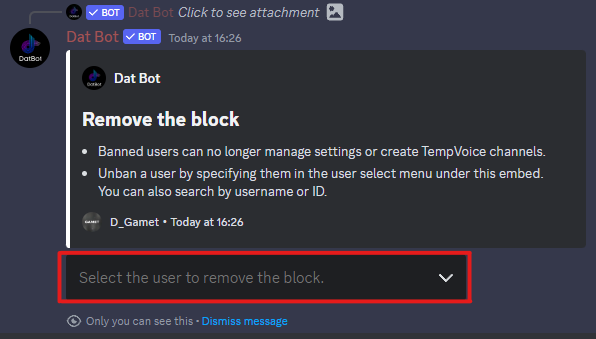 ✓ BOT Dat Bot Click to see attachment
Dat Bot ✓ BOT Today at 16:26
DatBot
Dat Bot
Remove the block
• Banned users can no longer manage settings or create TempVoice channels.
• Unban a user by specifying them in the user select menu under this embed.
You can also search by username or ID.
D_Gamet • Today at 16:26
Select the user to remove the block.
Only you can see this • Dismiss message